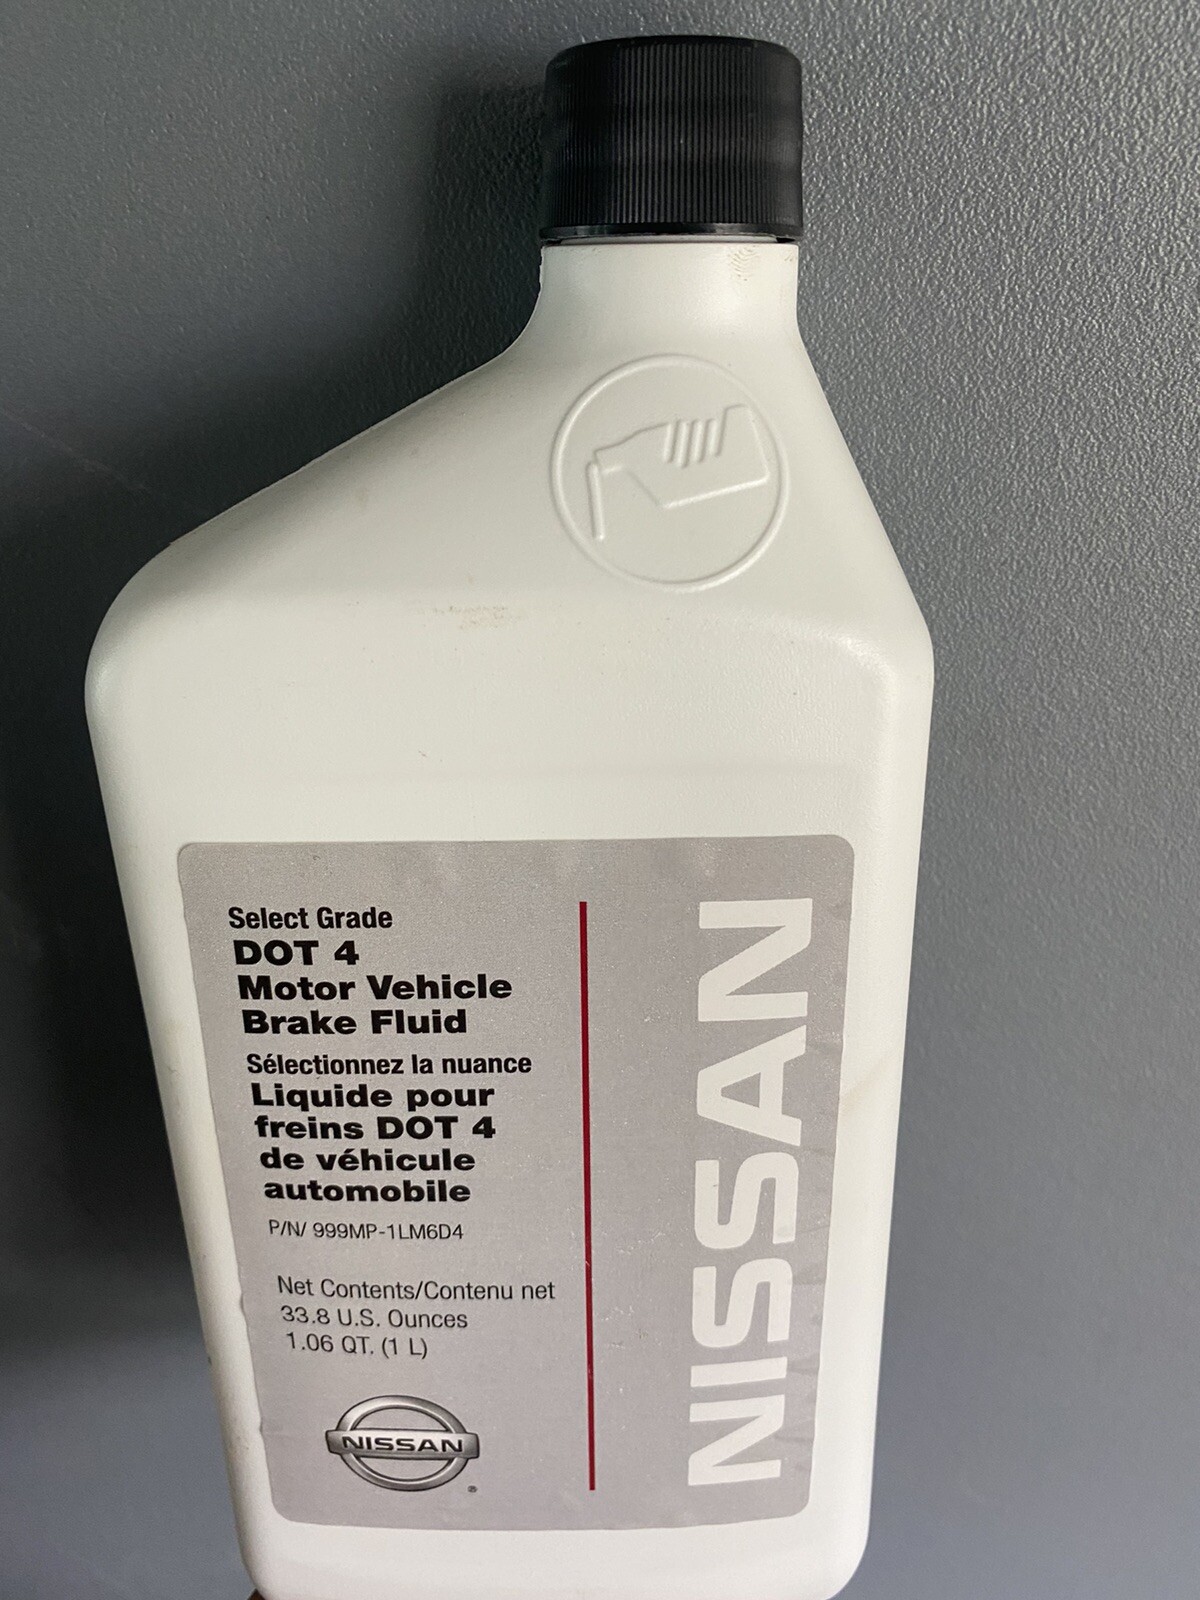 Select Grade
DOT 4
Motor Vehicle
Brake Fluid
Sélectionnez la nuance
Liquide pour
freins DOT 4
de véhicule
automobile
P/N/ 999MP-1LM6D4
Net Contents/Contenu net
33.8 U.S. Ounces
1.06 QT. (1 L)
NISSAN
®
NISSAN